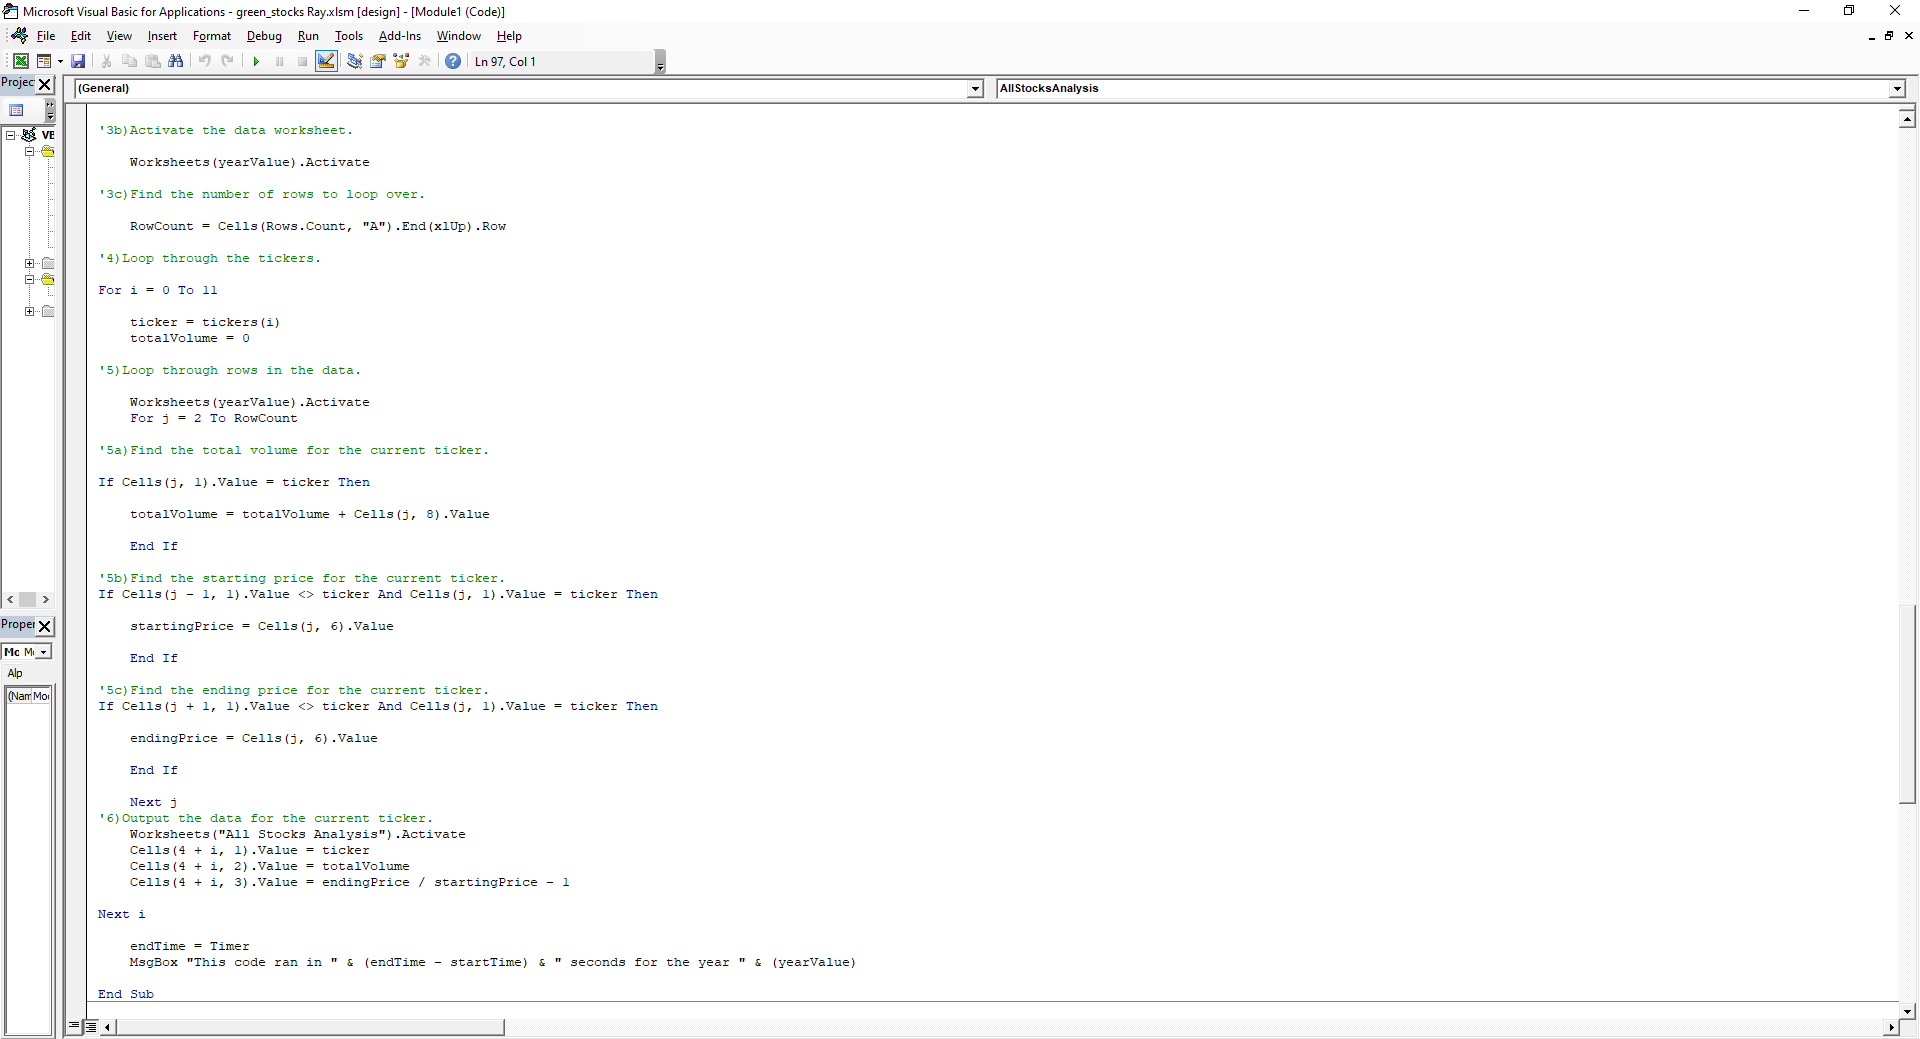 Microsoft Visual Basic for Applications - green_stocks Ray.xlsm [design] - [Module1 (Code)]
File Edit View Insert Format Debug Run Tools Add-Ins Window Help
Ln 97, Col 1
Projec
(General) AllStocksAnalysis
VB
'3b)Activate the data worksheet.
Worksheets(yearValue).Activate
'3c)Find the number of rows to loop over.
RowCount = Cells(Rows.Count, "A").End(xlUp).Row
'4)Loop through the tickers.
For i = 0 To 11
ticker = tickers(i)
totalVolume = 0
'5)Loop through rows in the data.
Worksheets(yearValue).Activate
For j = 2 To RowCount
'5a)Find the total volume for the current ticker.
If Cells(j, 1).Value = ticker Then
totalVolume = totalVolume + Cells(j, 8).Value
End If
'5b)Find the starting price for the current ticker.
If Cells(j - 1, 1).Value <> ticker And Cells(j, 1).Value = ticker Then
startingPrice = Cells(j, 6).Value
End If
'5c)Find the ending price for the current ticker.
If Cells(j + 1, 1).Value <> ticker And Cells(j, 1).Value = ticker Then
endingPrice = Cells(j, 6).Value
End If
Next j
'6)Output the data for the current ticker.
Worksheets("All Stocks Analysis").Activate
Cells(4 + i, 1).Value = ticker
Cells(4 + i, 2).Value = totalVolume
Cells(4 + i, 3).Value = endingPrice / startingPrice - 1
Next i
endTime = Timer
MsgBox "This code ran in " & (endTime - startTime) & " seconds for the year " & (yearValue)
End Sub
Proper
Mc Mo
Alp
(Nam Mod